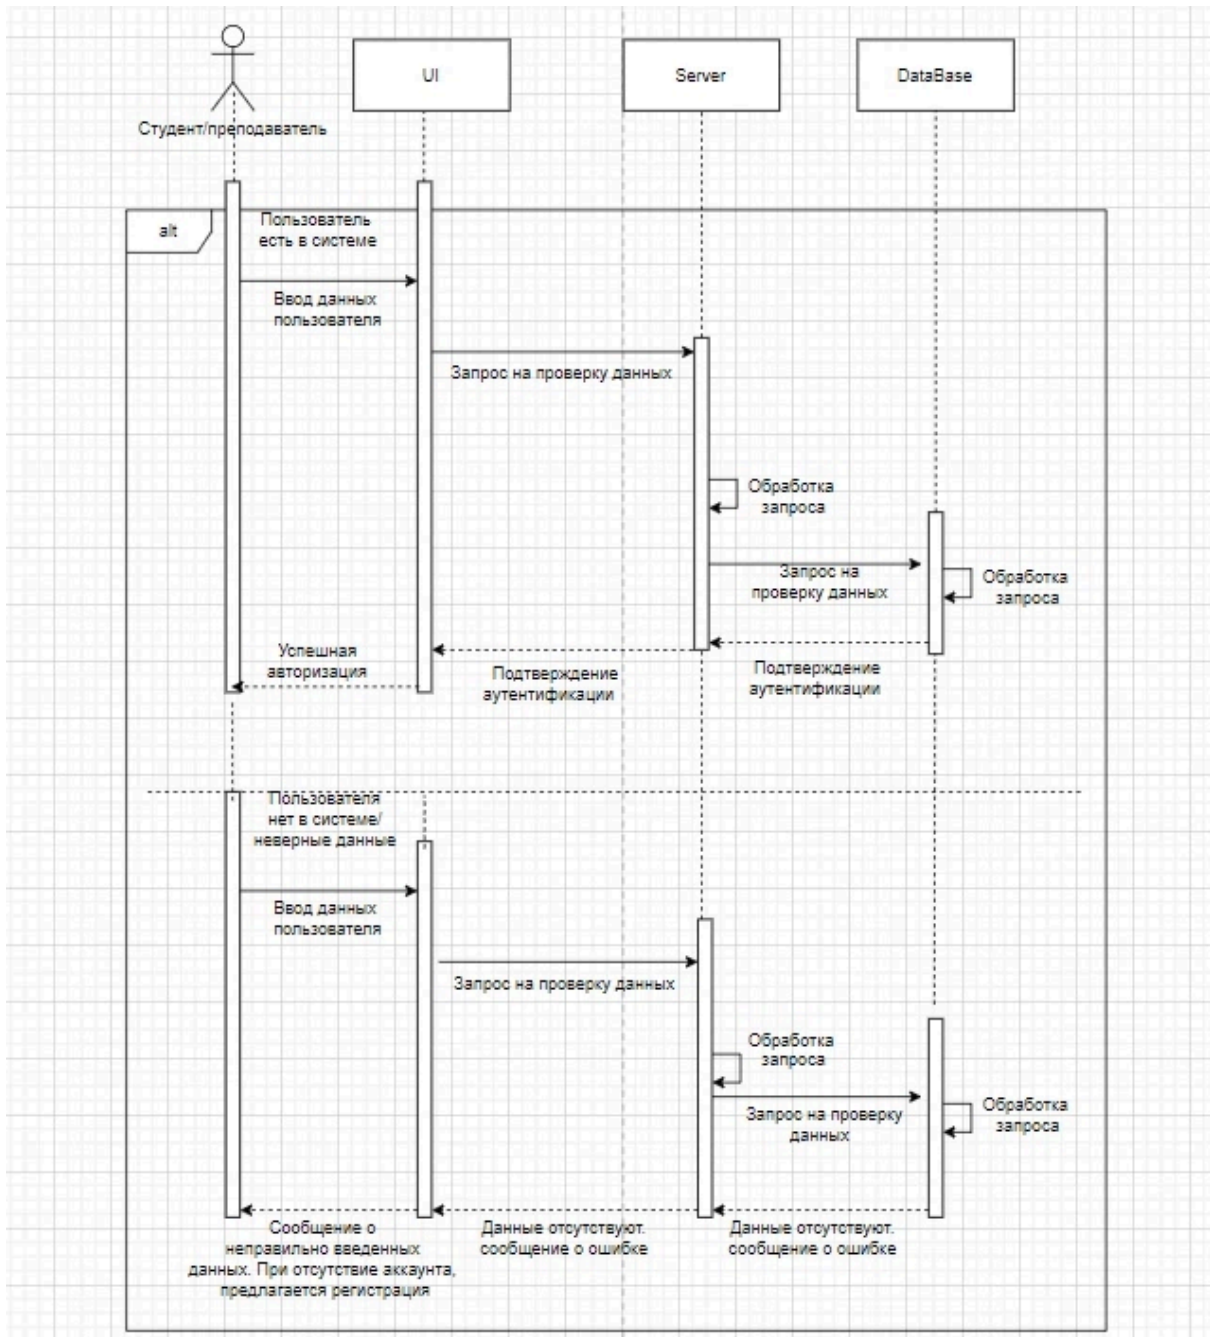 UI
Server
DataBase
Студент/преподаватель
alt
Пользователь
есть в системе
Ввод данных
пользователя
Запрос на проверку данных
Обработка
запроса
Запрос на
проверку данных
Обработка
запроса
Подтверждение
аутентификации
Подтверждение
аутентификации
Успешная
авторизация
Пользователя
нет в системе/
неверные данные
Ввод данных
пользователя
Запрос на проверку данных
Обработка
запроса
Запрос на проверку
данных
Обработка
запроса
Данные отсутствуют.
сообщение о ошибке
Данные отсутствуют.
сообщение о ошибке
Сообщение о
неправильно введенных
данных. При отсутствие аккаунта,
предлагается регистрация